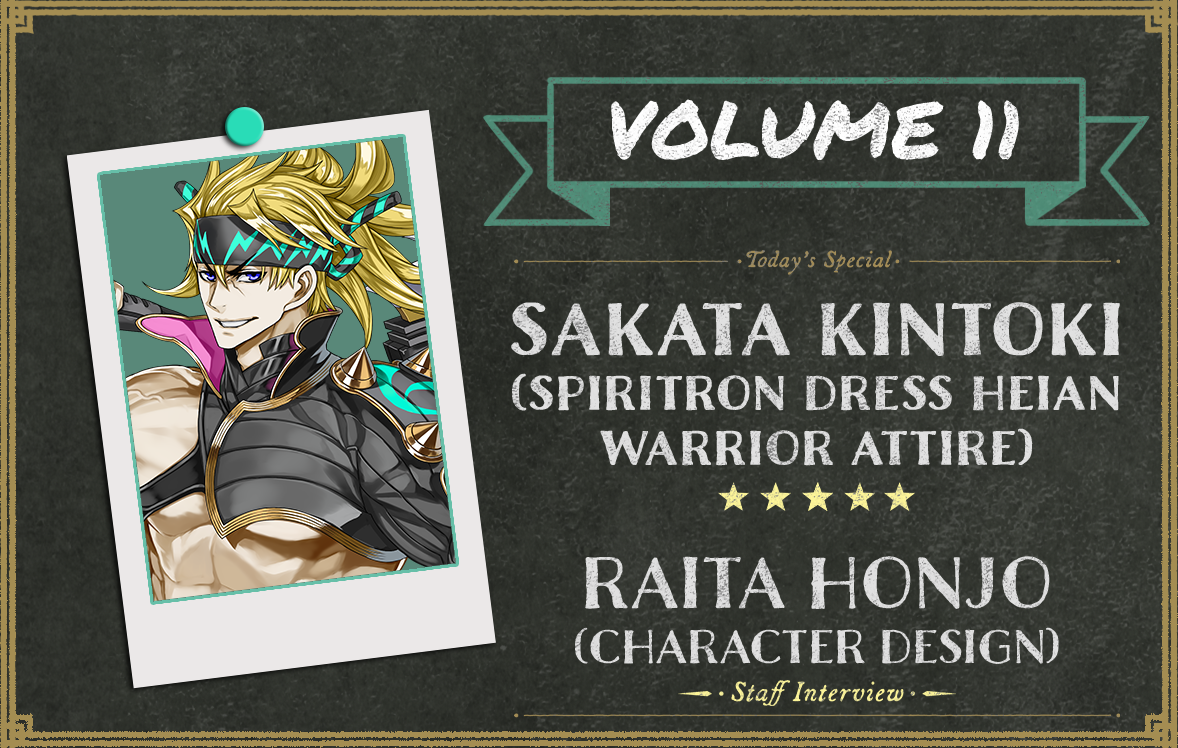 VOLUME 11
Today's Special
SAKATA KINTOKI
(SPIRITRON DRESS HEIAN
WARRIOR ATTIRE)
RAITA HONJO
(CHARACTER DESIGN)
Staff Interview